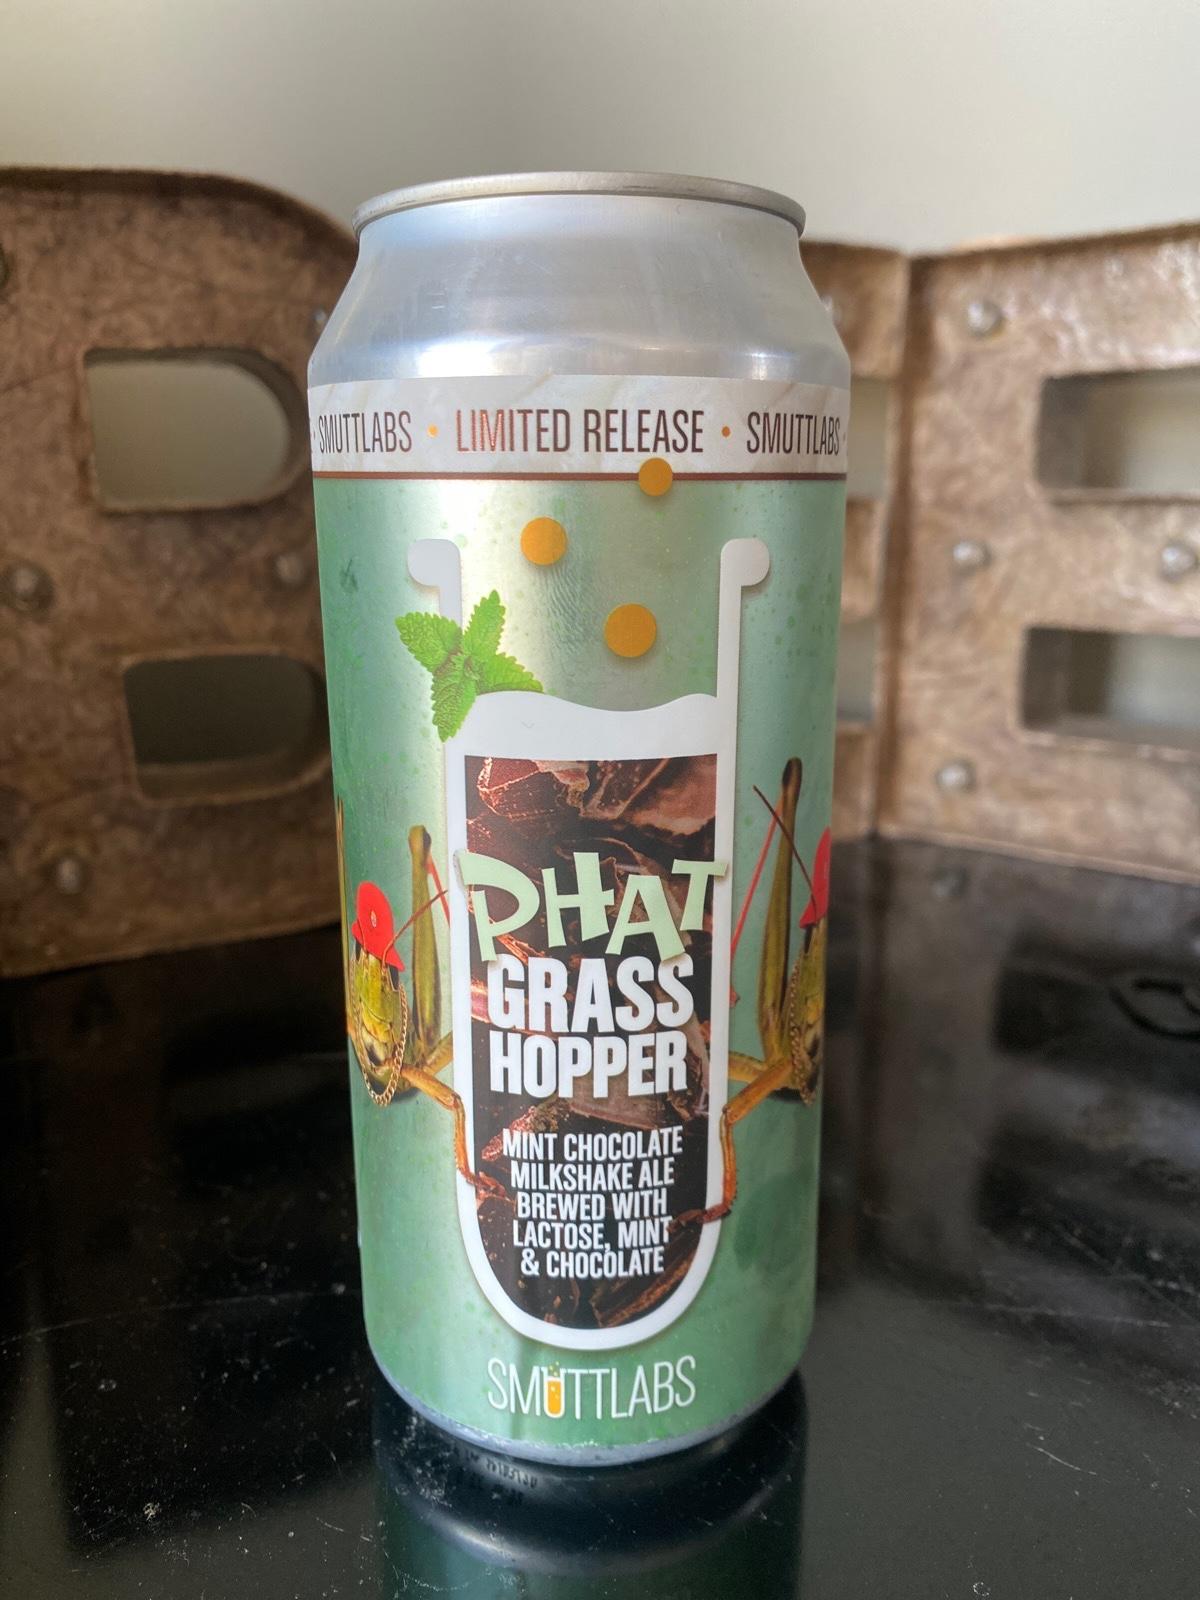 SMUTTLABS • LIMITED RELEASE • SMUTTLABS
PHAT
GRASS
HOPPER
MINT CHOCOLATE
MILKSHAKE ALE
BREWED WITH
LACTOSE, MINT
& CHOCOLATE
SMUTTLABS